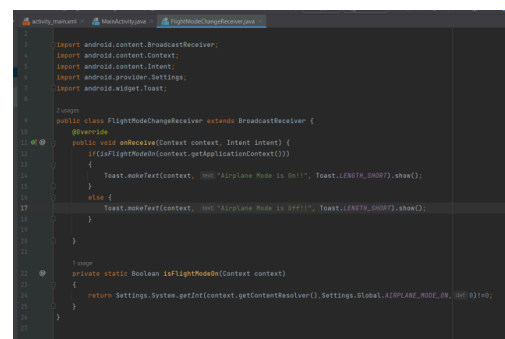 activity_main.xml MainActivity.java FlightModeChangeReceiver.java
2
3 import android.content.BroadcastReceiver;
4 import android.content.Context;
5 import android.content.Intent;
6 import android.provider.Settings;
7 import android.widget.Toast;
8
2 usages
9 public class FlightModeChangeReceiver extends BroadcastReceiver {
10 @Override
11 public void onReceive(Context context, Intent intent) {
12 if(isFlightModeOn(context.getApplicationContext()))
13 {
14 Toast.makeText(context, text: "Airplane Mode is On!!", Toast.LENGTH_SHORT).show();
15 }
16 else {
17 Toast.makeText(context, text: "Airplane Mode is Off!!", Toast.LENGTH_SHORT).show();
18 }
19
20 }
21
1 usage
22 private static Boolean isFlightModeOn(Context context)
23 {
24 return Settings.System.getInt(context.getContentResolver(),Settings.Global.AIRPLANE_MODE_ON, def: 0)!=0;
25 }
26 }
27